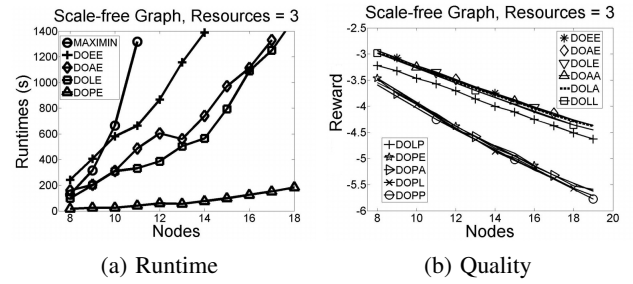 Scale-free Graph, Resources = 3
1400
1200
1000
800
600
400
200
0
Runtimes (s)
MAXIMIN
DOEE
DOAE
DOLE
DOPE
8
10
12
14
16
18
Nodes
(a) Runtime
Scale-free Graph, Resources = 3
-2.5
-3
-3.5
-4
-4.5
-5
-5.5
-6
Reward
DOEE
DOAE
DOLE
DOAA
DOLA
DOLL
DOLP
DOPE
DOPA
DOPL
DOPP
8
10
12
14
16
18
20
Nodes
(b) Quality